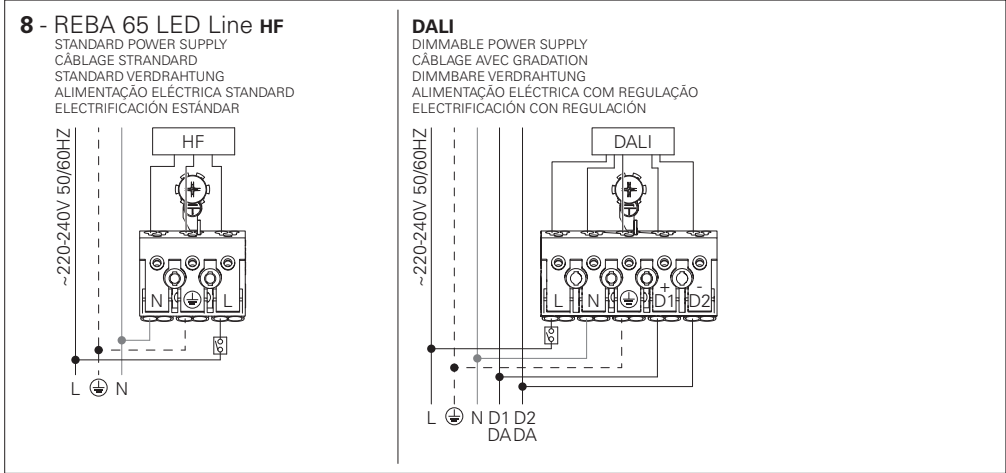 8 - REBA 65 LED Line HF
STANDARD POWER SUPPLY
CÂBLAGE STRANDARD
STANDARD VERDRAHTUNG
ALIMENTAÇÃO ELÉCTRICA STANDARD
ELECTRIFICACIÓN ESTÁNDAR
~220-240V 50/60HZ
HF
N L
L N
DALI
DIMMABLE POWER SUPPLY
CÂBLAGE AVEC GRADATION
DIMMBARE VERDRAHTUNG
ALIMENTAÇÃO ELÉCTRICA COM REGULAÇÃO
ELECTRIFICACIÓN CON REGULACIÓN
~220-240V 50/60HZ
DALI
+ -
L N D1 D2
L N D1 D2
DA DA